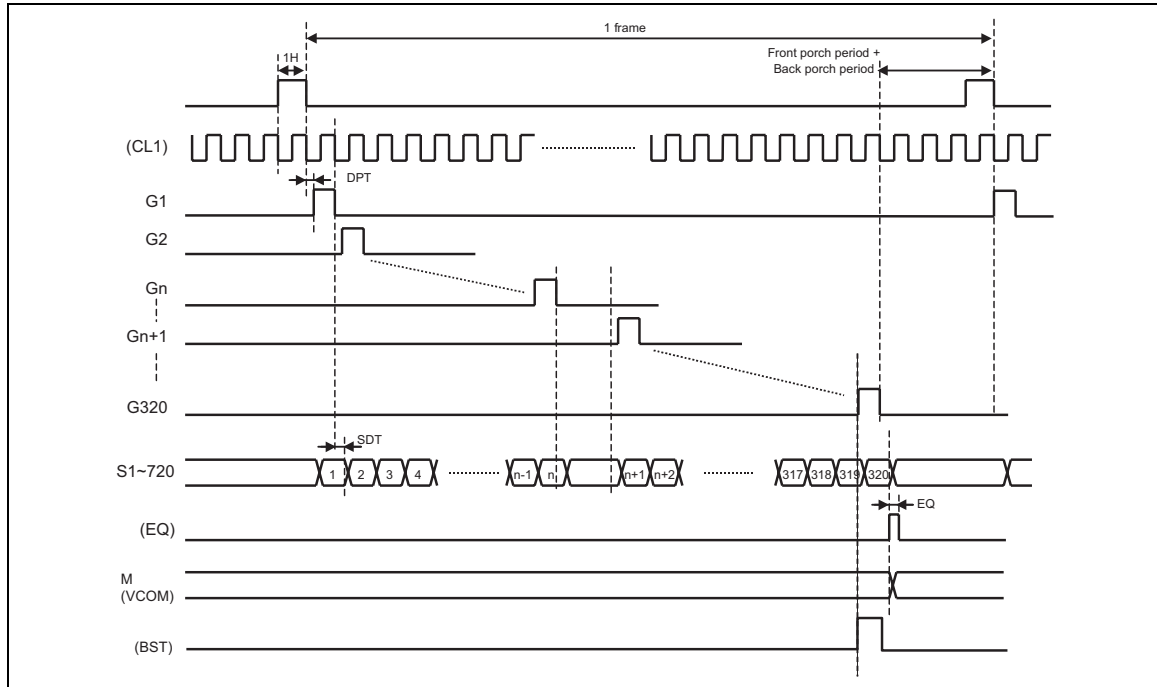 1 frame
1H
Front porch period +
Back porch period
(CL1)
DPT
G1
G2
Gn
Gn+1
G320
SDT
S1~720
1 2 3 4 n-1 n n+1 n+2 317 318 319 320
EQ
(EQ)
M
(VCOM)
(BST)